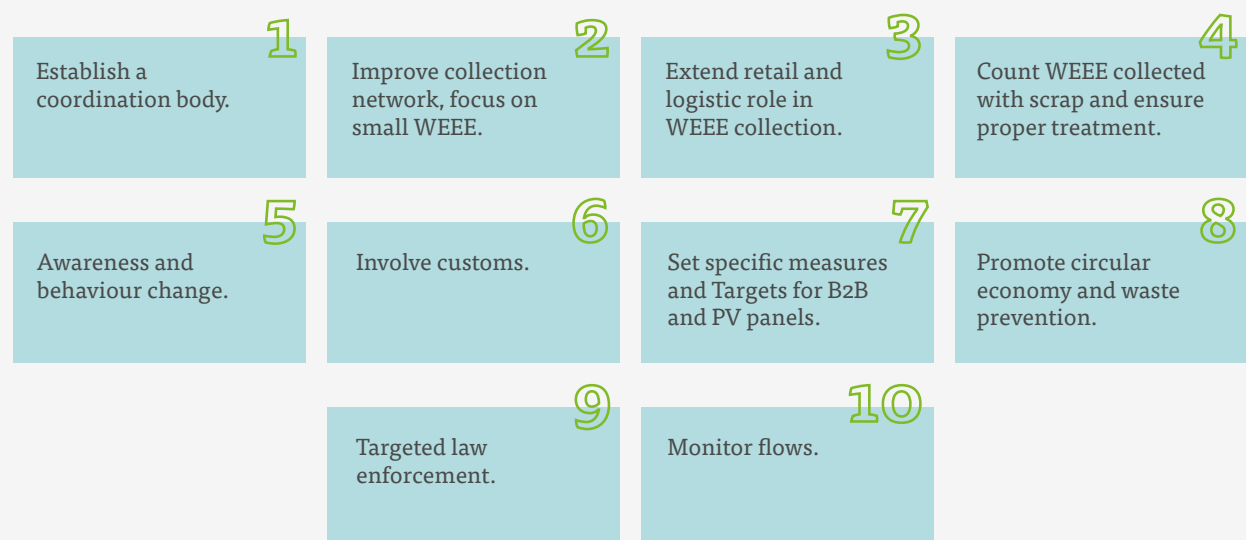 1
Establish a
coordination body.
2
Improve collection
network, focus on
small WEEE.
3
Extend retail and
logistic role in
WEEE collection.
4
Count WEEE collected
with scrap and ensure
proper treatment.
5
Awareness and
behaviour change.
6
Involve customs.
7
Set specific measures
and Targets for B2B
and PV panels.
8
Promote circular
economy and waste
prevention.
9
Targeted law
enforcement.
10
Monitor flows.